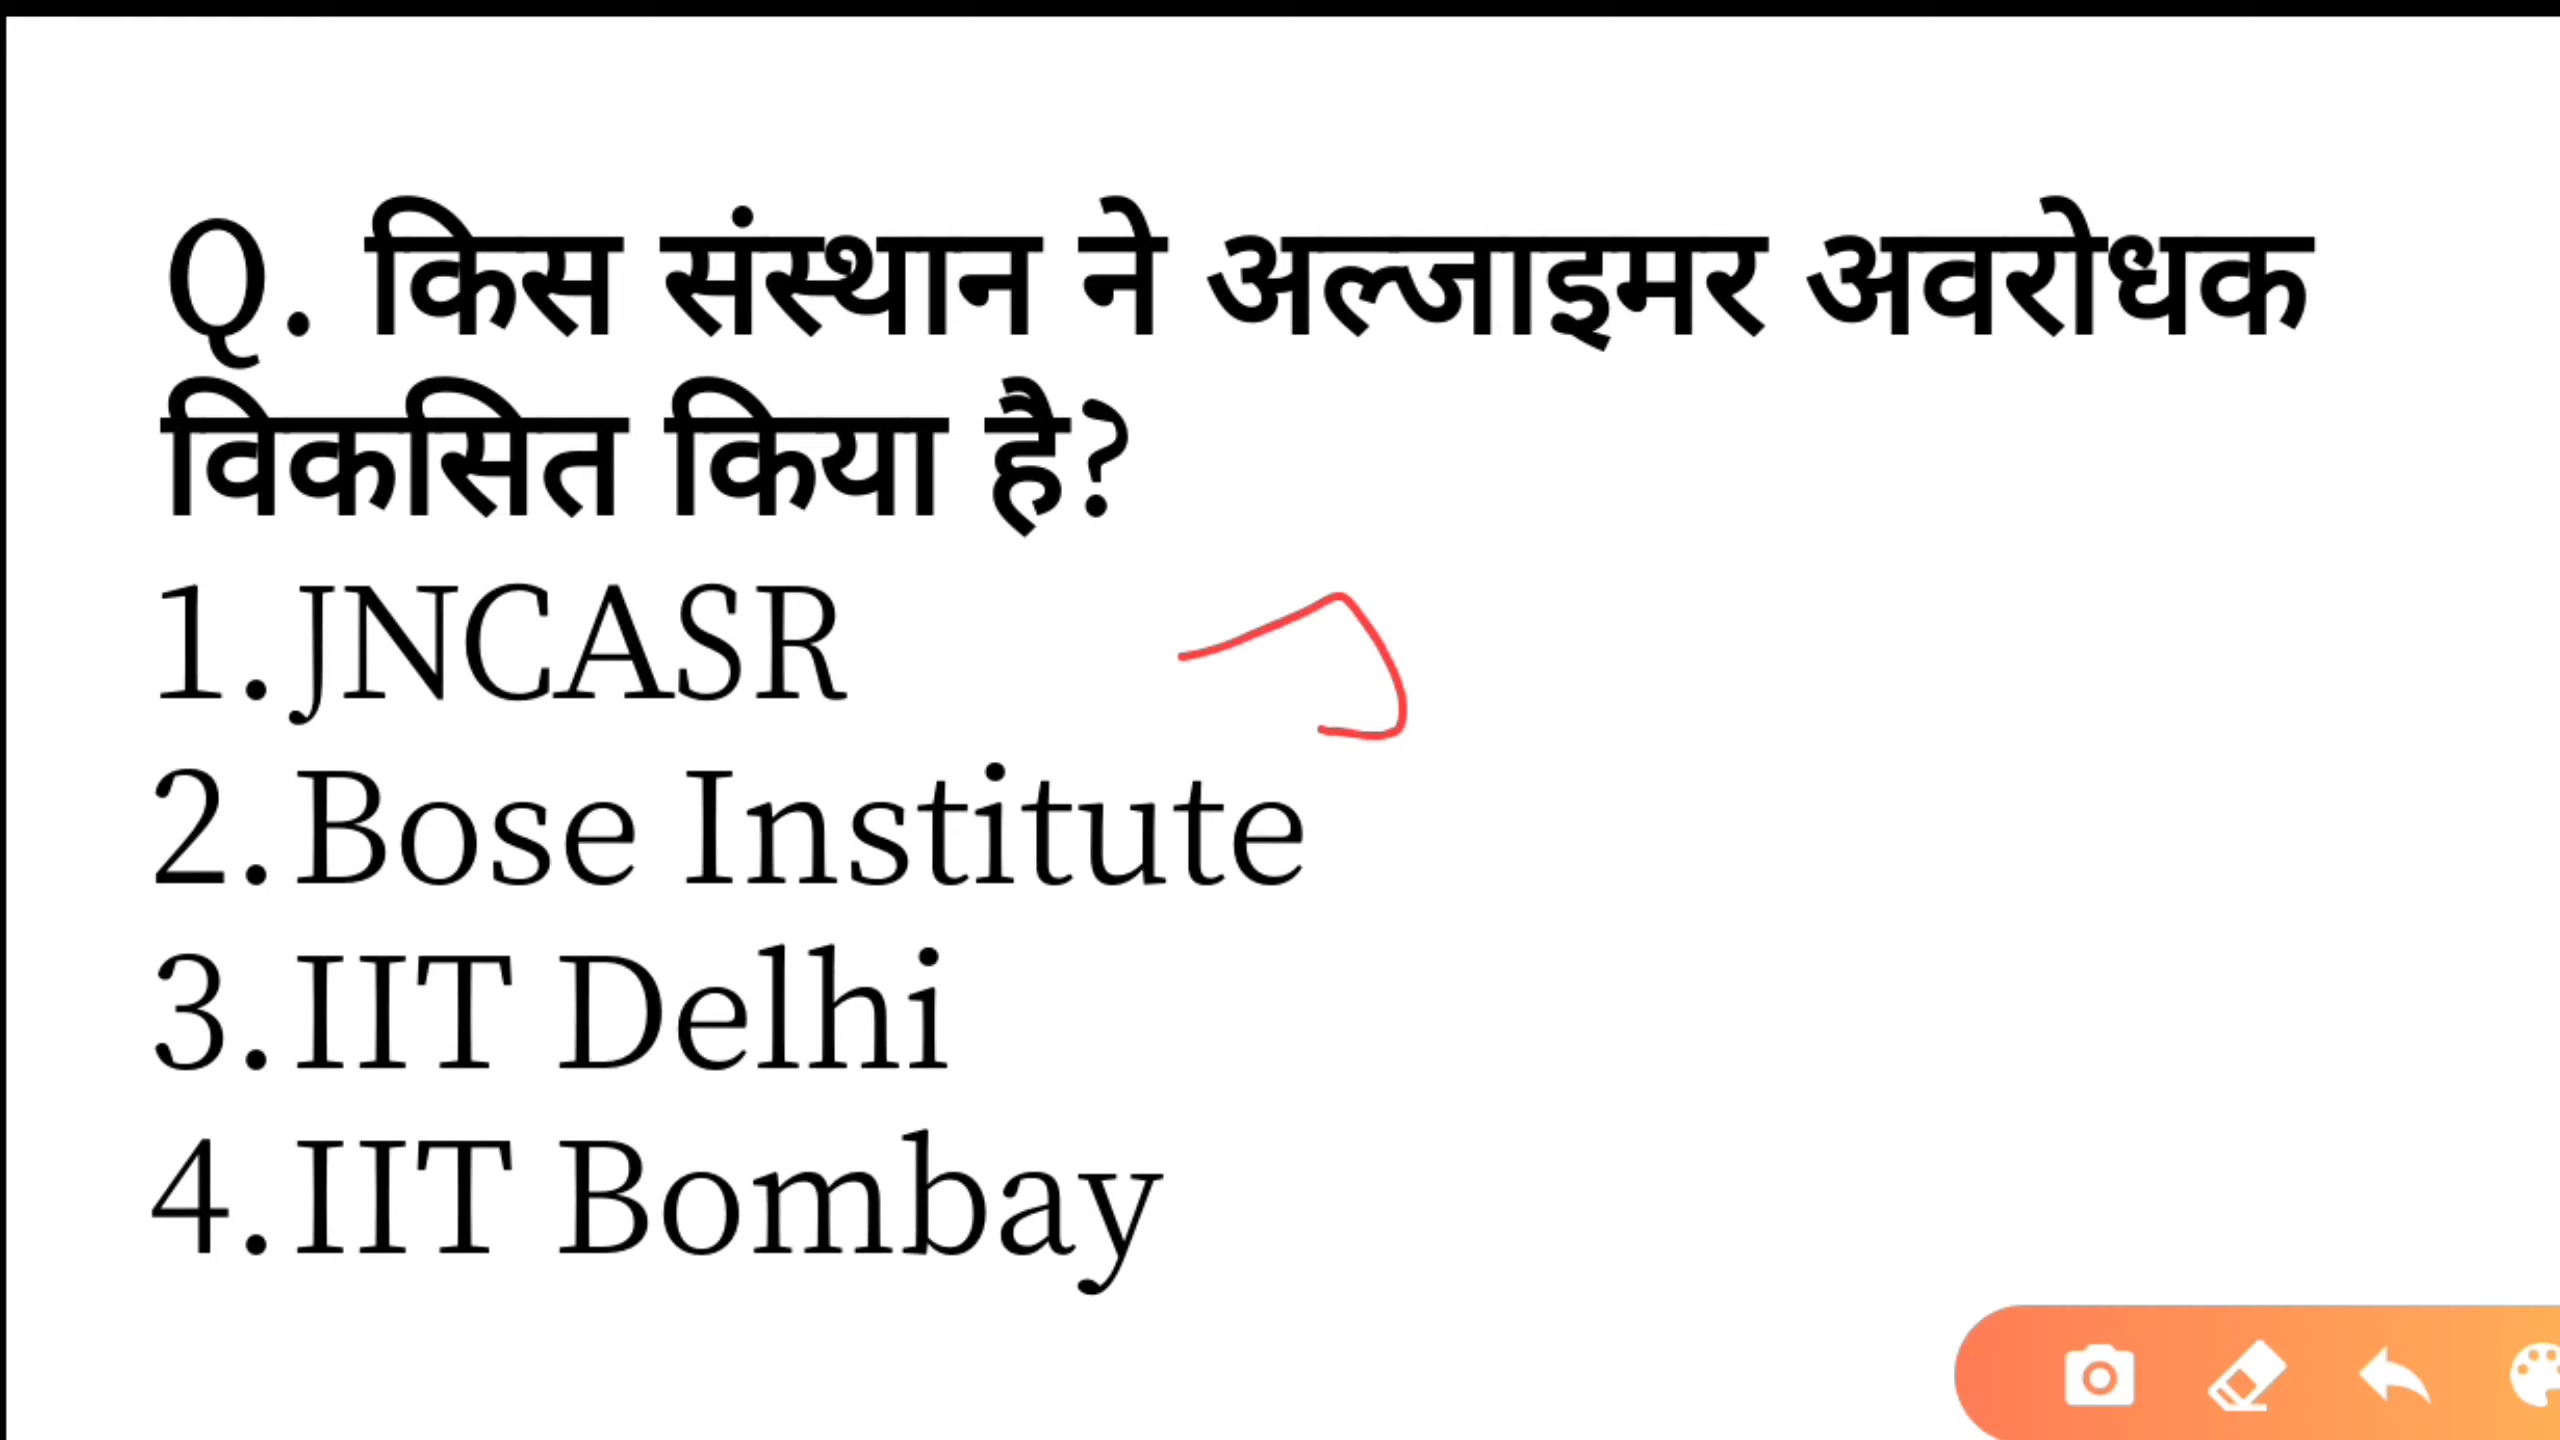 Q. किस संस्थान ने अल्जाइमर अवरोधक
विकसित किया है?
1. JNCASR
2. Bose Institute
3. IIT Delhi
4. IIT Bombay